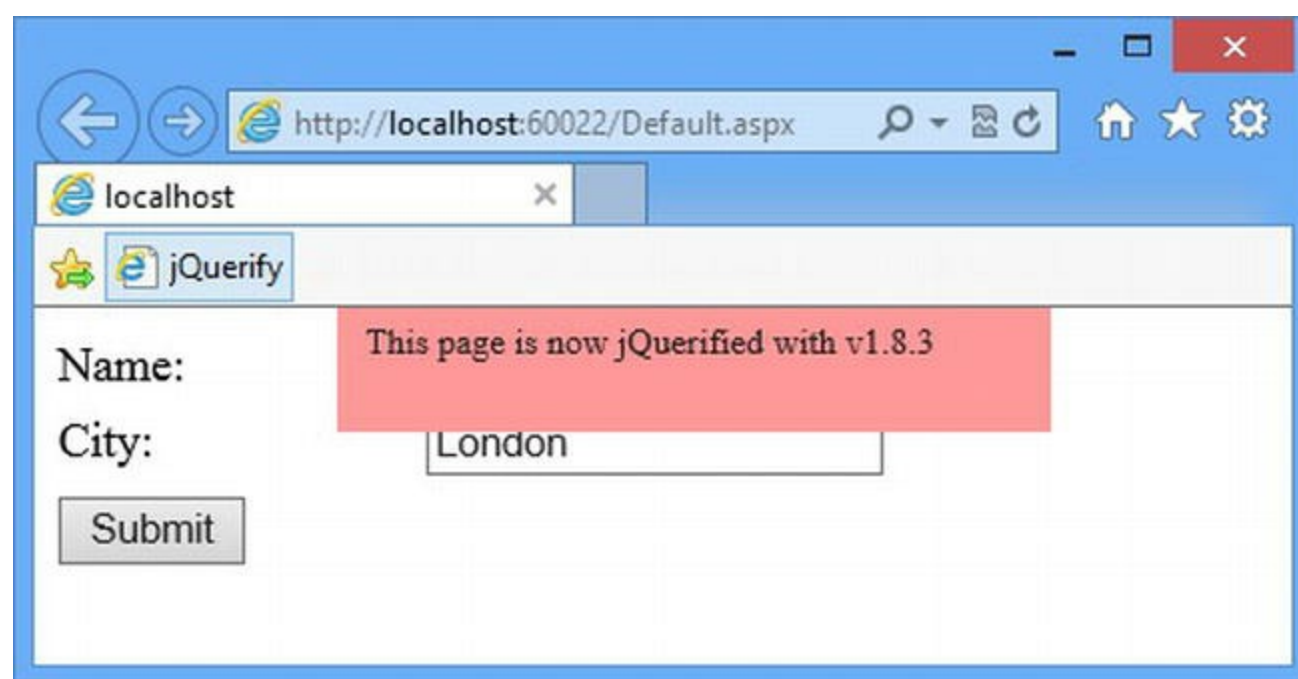 http://localhost:60022/Default.aspx
localhost
jQuerify
This page is now jQuerified with v1.8.3
Name:
City:
London
Submit